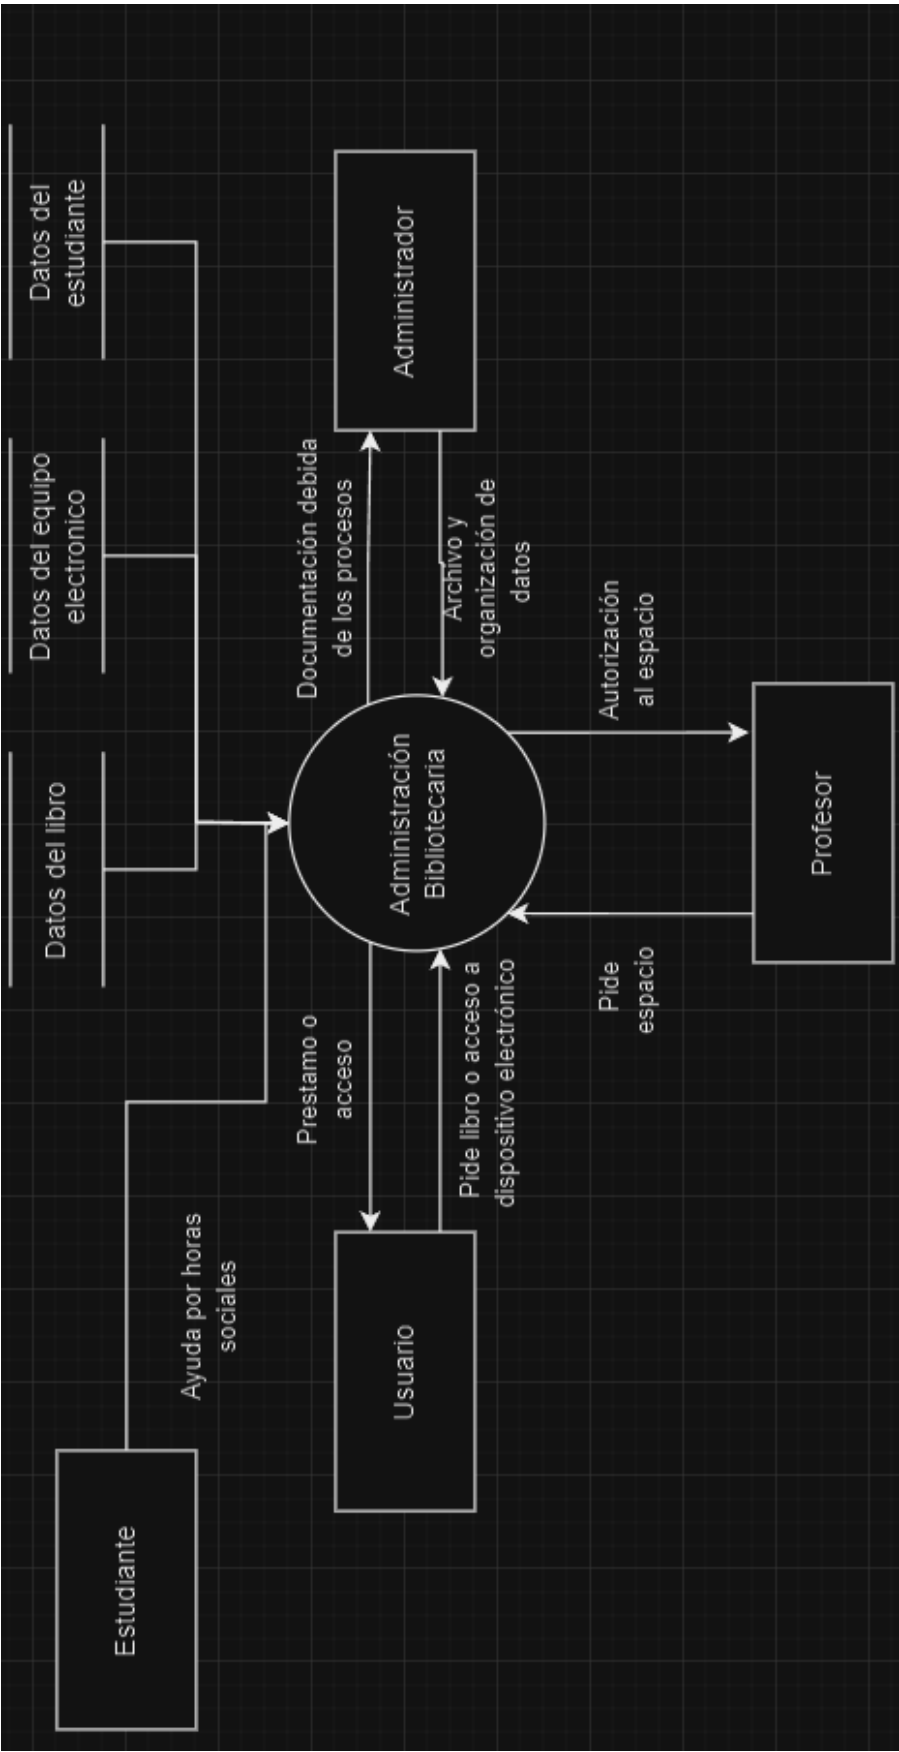 Datos del libro
Datos del equipo
electronico
Datos del
estudiante
Estudiante
Ayuda por horas
sociales
Usuario
Prestamo o
acceso
Pide libro o acceso a
dispositivo electrónico
Administración
Bibliotecaria
Documentación debida
de los procesos
Archivo y
organización de
datos
Administrador
Pide
espacio
Autorización
al espacio
Profesor